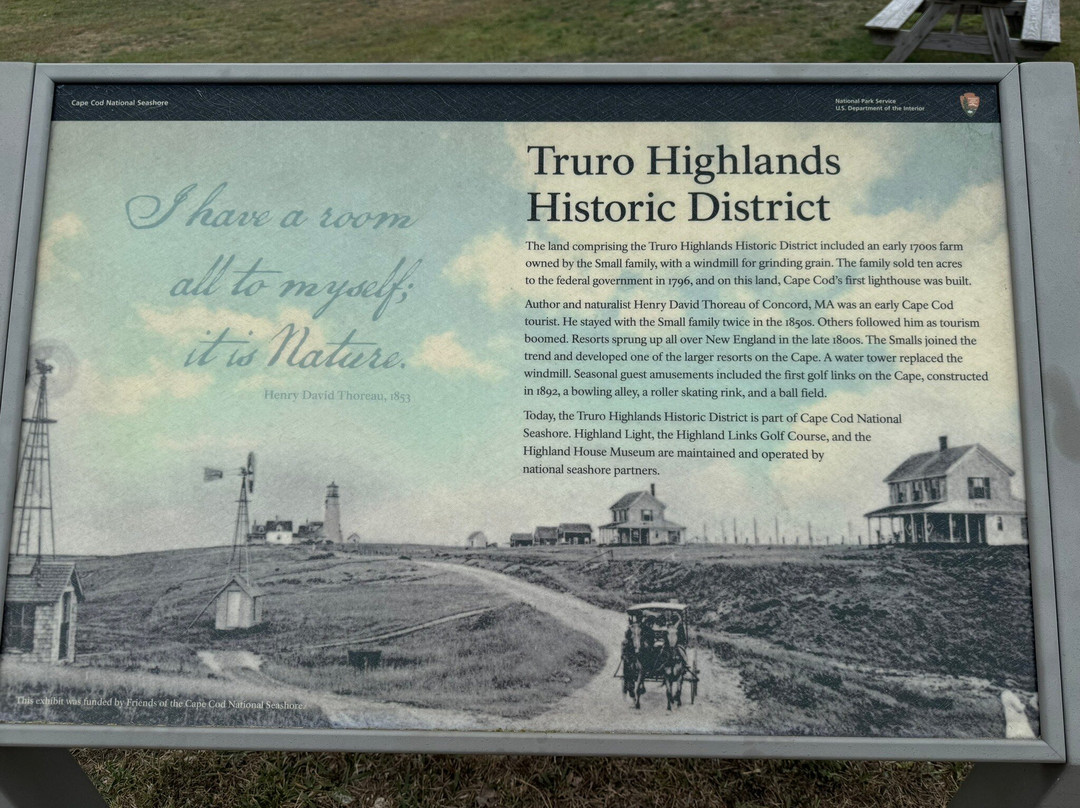 Cape Cod National Seashore
National Park Service
U.S. Department of the Interior
I have a room
all to myself;
it is Nature.
Henry David Thoreau, 1853
Truro Highlands
Historic District
The land comprising the Truro Highlands Historic District included an early 1700s farm
owned by the Small family, with a windmill for grinding grain. The family sold ten acres
to the federal government in 1796, and on this land, Cape Cod's first lighthouse was built.
Author and naturalist Henry David Thoreau of Concord, MA was an early Cape Cod
tourist. He stayed with the Small family twice in the 1850s. Others followed him as tourism
boomed. Resorts sprung up all over New England in the late 1800s. The Smalls joined the
trend and developed one of the larger resorts on the Cape. A water tower replaced the
windmill. Seasonal guest amusements included the first golf links on the Cape, constructed
in 1892, a bowling alley, a roller skating rink, and a ball field.
Today, the Truro Highlands Historic District is part of Cape Cod National
Seashore. Highland Light, the Highland Links Golf Course, and the
Highland House Museum are maintained and operated by
national seashore partners.
This exhibit was funded by Friends of the Cape Cod National Seashore.